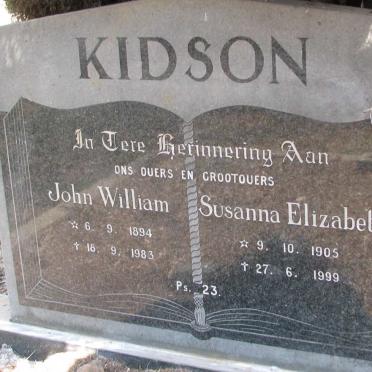 KIDSON
In Tere Herinnering Aan
ONS OUERS EN GROOTOUERS
John William
☆ 6. 9. 1894
✝ 18. 9. 1983
Susanna Elizabet
☆ 9. 10. 1905
✝ 27. 6. 1999
Ps. 23.